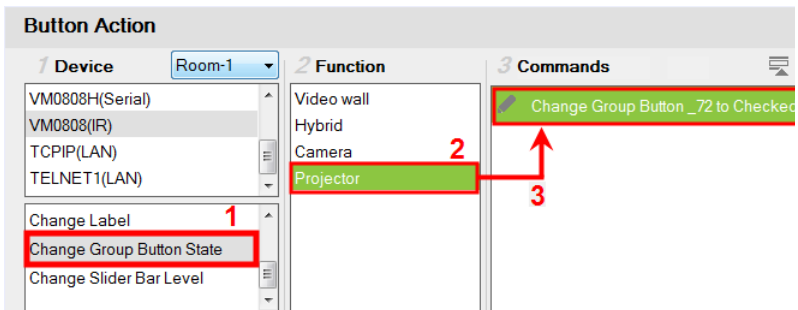 Button Action
1 Device Room-1
2 Function
3 Commands
VM0808H(Serial)
VM0808(IR)
TCPIP(LAN)
TELNET1(LAN)
Change Label 1
Change Group Button State
Change Slider Bar Level
Video wall
Hybrid
Camera 2
Projector
Change Group Button _72 to Checked
3